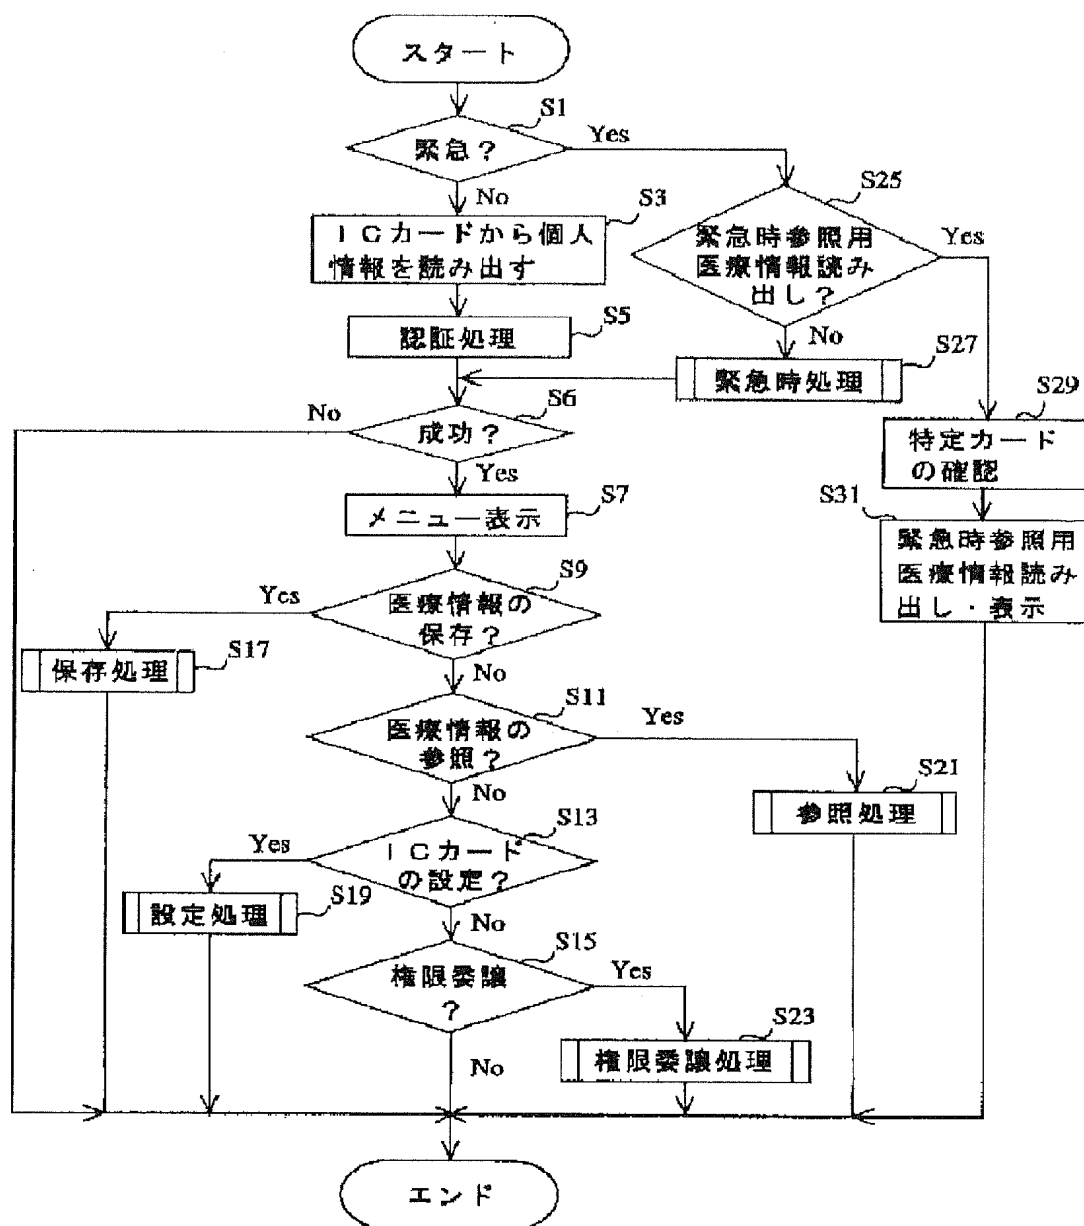 スタート
S1
緊急？
Yes
No
S3
ＩＣカードから個人
情報を読み出す
S25
緊急時参照用
医療情報読み
出し？
Yes
No
S5
認証処理
S27
緊急時処理
S6
成功？
No
Yes
S29
特定カード
の確認
S7
メニュー表示
S31
緊急時参照用
医療情報読み
出し・表示
S9
医療情報の
保存？
Yes
No
S17
保存処理
S11
医療情報の
参照？
Yes
No
S21
参照処理
S13
ＩＣカード
の設定？
Yes
No
S19
設定処理
S15
権限委譲
？
Yes
No
S23
権限委譲処理
エンド